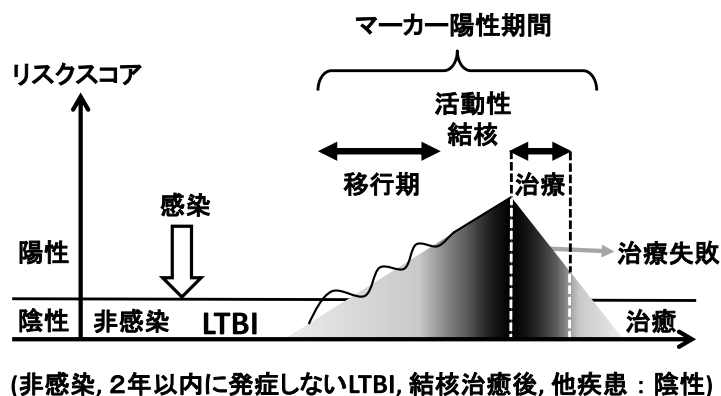 マーカー陽性期間
リスクスコア
活動性
結核
移行期
治療
感染
陽性
治療失敗
陰性
非感染
LTBI
治癒
(非感染, 2年以内に発症しないLTBI, 結核治癒後, 他疾患：陰性)